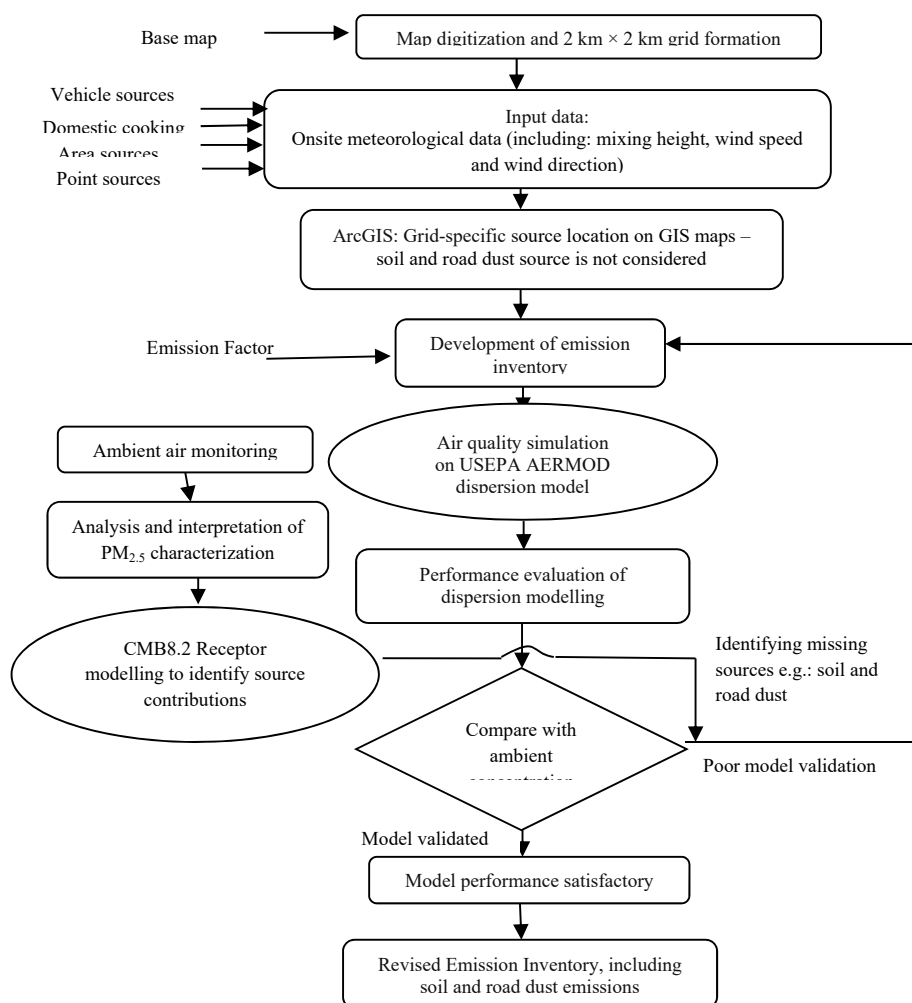 Base map
Map digitization and 2 km × 2 km grid formation
Vehicle sources
Domestic cooking
Area sources
Point sources
Input data:
Onsite meteorological data (including: mixing height, wind speed
and wind direction)
ArcGIS: Grid-specific source location on GIS maps –
soil and road dust source is not considered
Emission Factor
Development of emission
inventory
Ambient air monitoring
Air quality simulation
on USEPA AERMOD
dispersion model
Analysis and interpretation of
PM2.5 characterization
Performance evaluation of
dispersion modelling
CMB8.2 Receptor
modelling to identify source
contributions
Identifying missing
sources e.g.: soil and
road dust
Compare with
ambient
concentration
Poor model validation
Model validated
Model performance satisfactory
Revised Emission Inventory, including
soil and road dust emissions